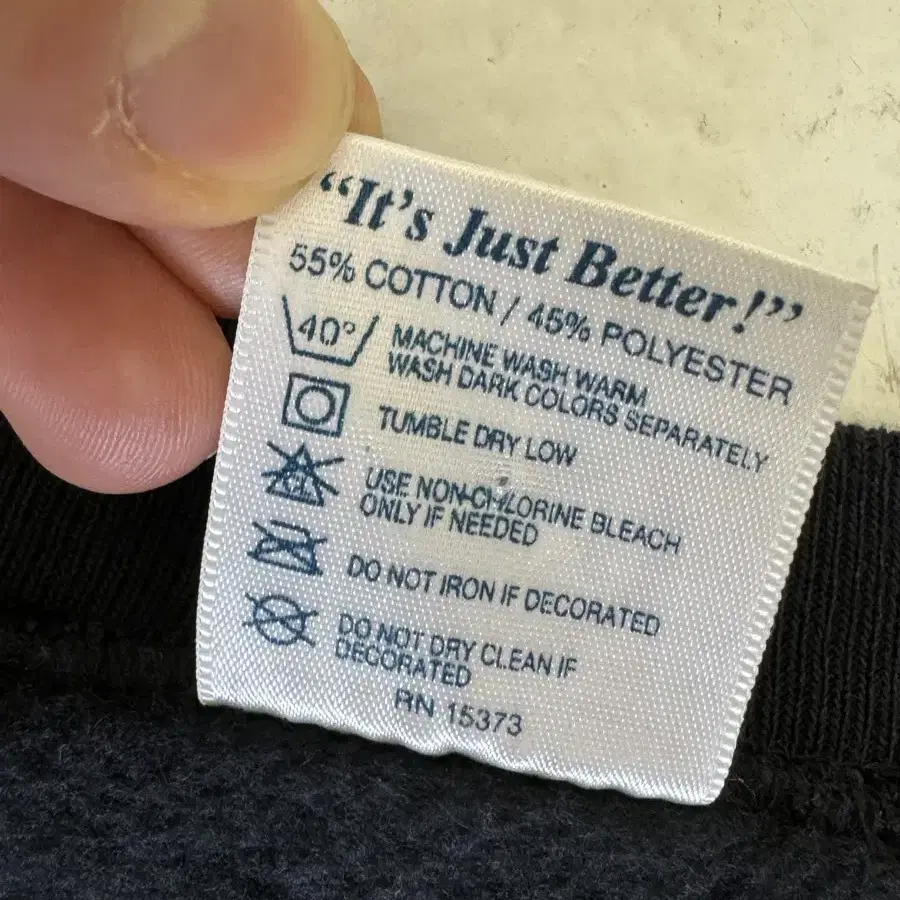 “It's Just Better!”
55% COTTON / 45% POLYESTER
40°
MACHINE WASH WARM
WASH DARK COLORS SEPARATELY
TUMBLE DRY LOW
CL
USE NON-CHLORINE BLEACH
ONLY IF NEEDED
DO NOT IRON IF DECORATED
DO NOT DRY CLEAN IF
DECORATED
RN 15373